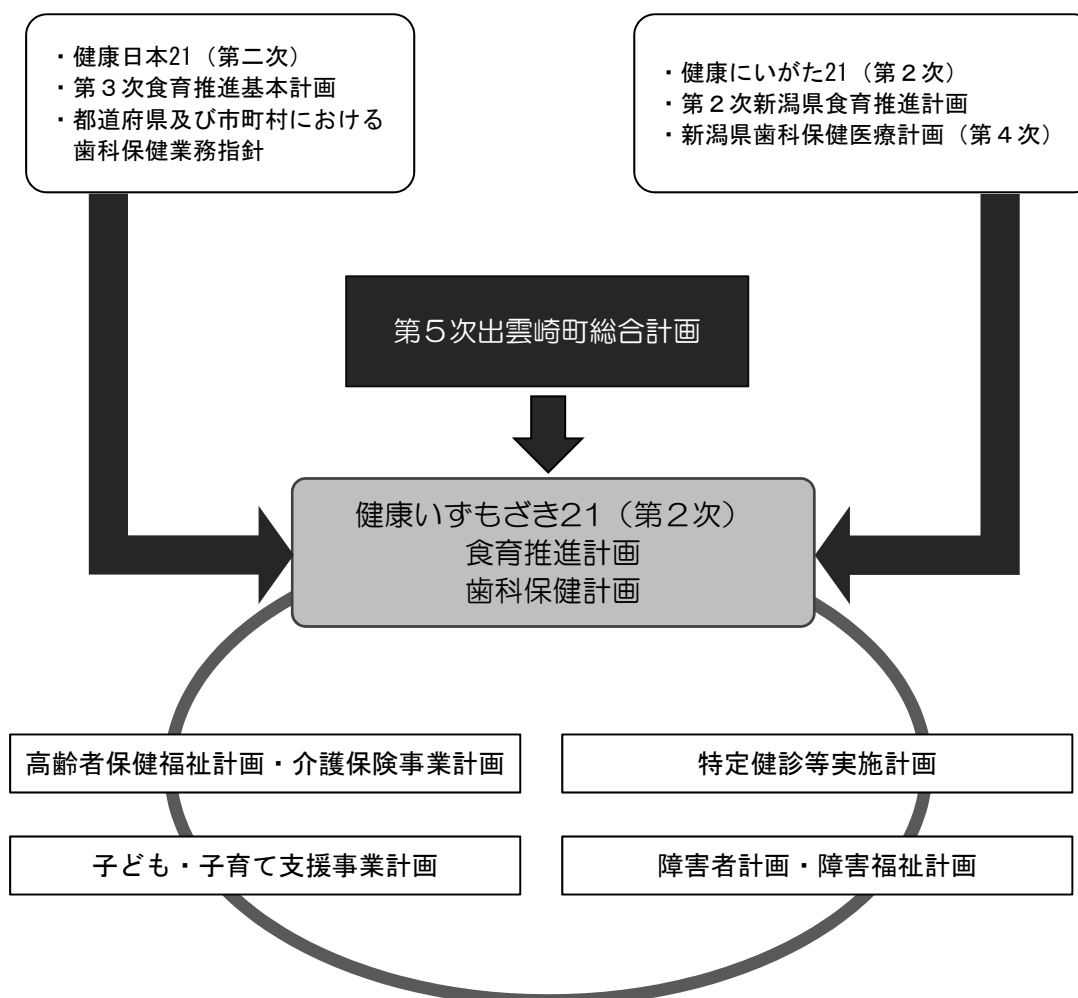 ・健康日本21（第二次）
・第３次食育推進基本計画
・都道府県及び市町村における
歯科保健業務指針
・健康にいがた21（第２次）
・第２次新潟県食育推進計画
・新潟県歯科保健医療計画（第４次）
第５次出雲崎町総合計画
健康いずもざき21（第２次）
食育推進計画
歯科保健計画
高齢者保健福祉計画・介護保険事業計画
特定健診等実施計画
子ども・子育て支援事業計画
障害者計画・障害福祉計画